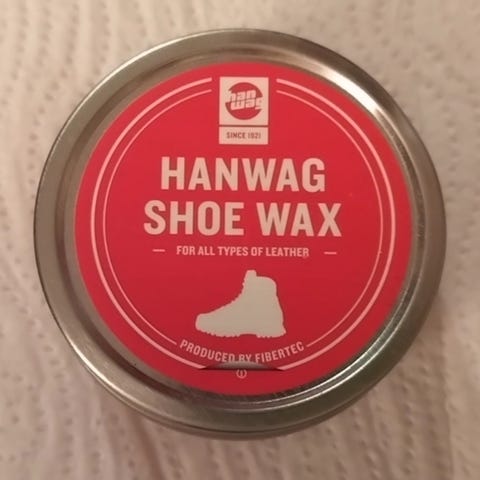 han
wag
SINCE 1921
HANWAG
SHOE WAX
FOR ALL TYPES OF LEATHER
PRODUCED BY FIBERTEC